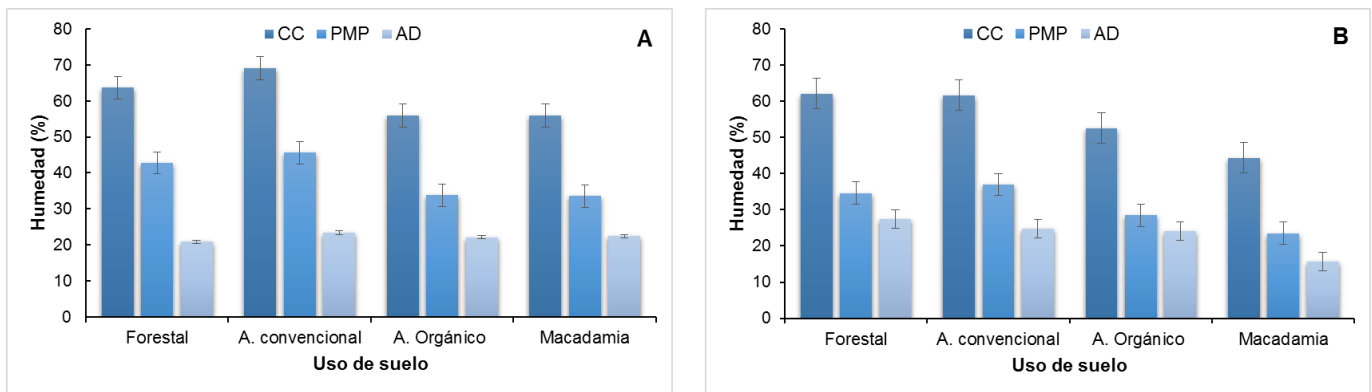 CC PMP AD
A
80
70
60
50
40
30
20
10
0
Humedad (%)
Forestal A. convencional A. Orgánico Macadamia
Uso de suelo
CC PMP AD
B
80
70
60
50
40
30
20
10
0
Humedad (%)
Forestal A. convencional A. Orgánico Macadamia
Uso de suelo